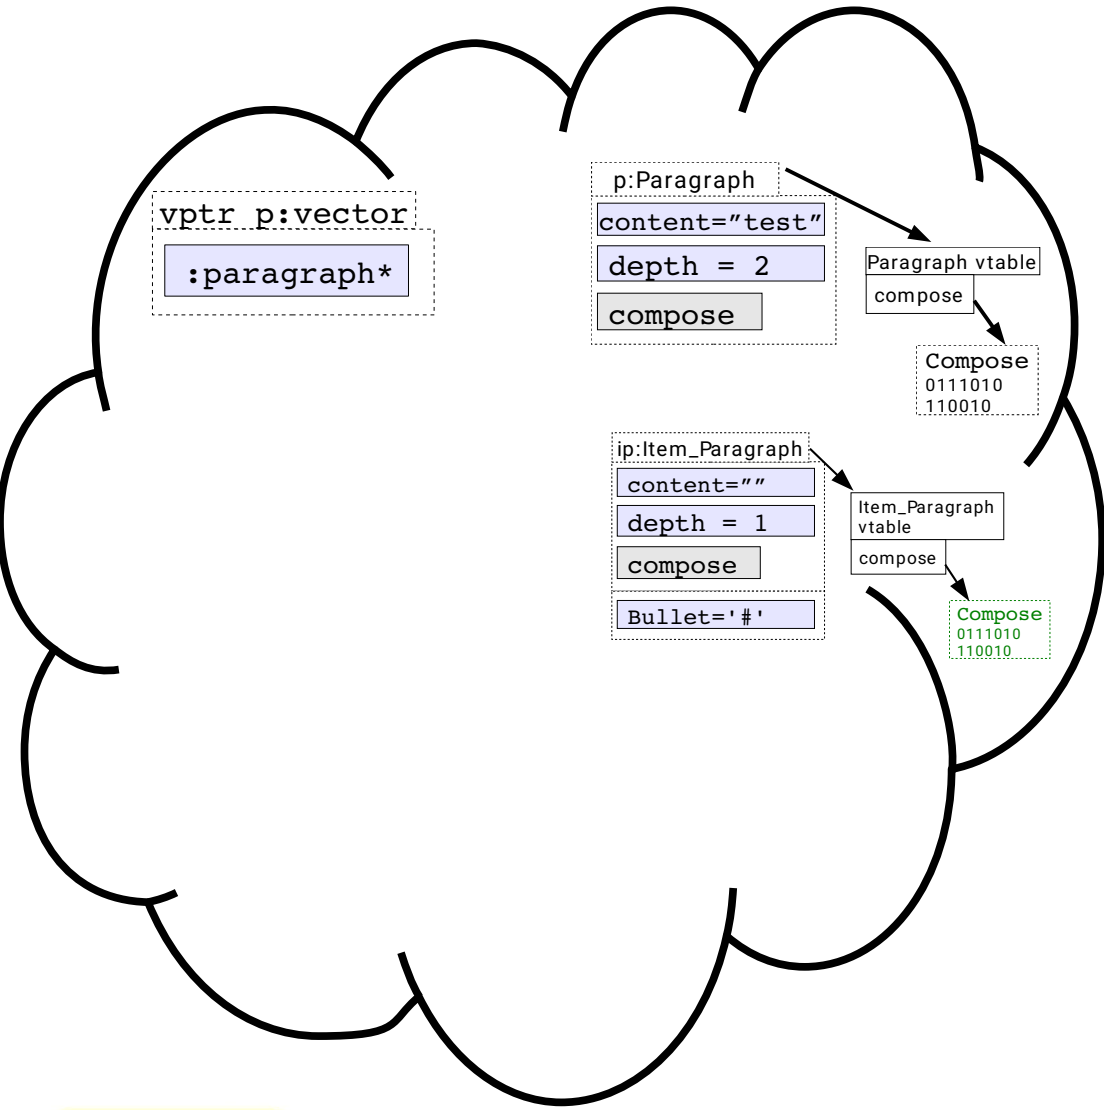 vptr p:vector
:paragraph*
p:Paragraph
content=”test”
depth = 2
compose
Paragraph vtable
compose
Compose
0111010
110010
ip:Item_Paragraph
content=””
depth = 1
compose
Bullet='#'
Item_Paragraph
vtable
compose
Compose
0111010
110010